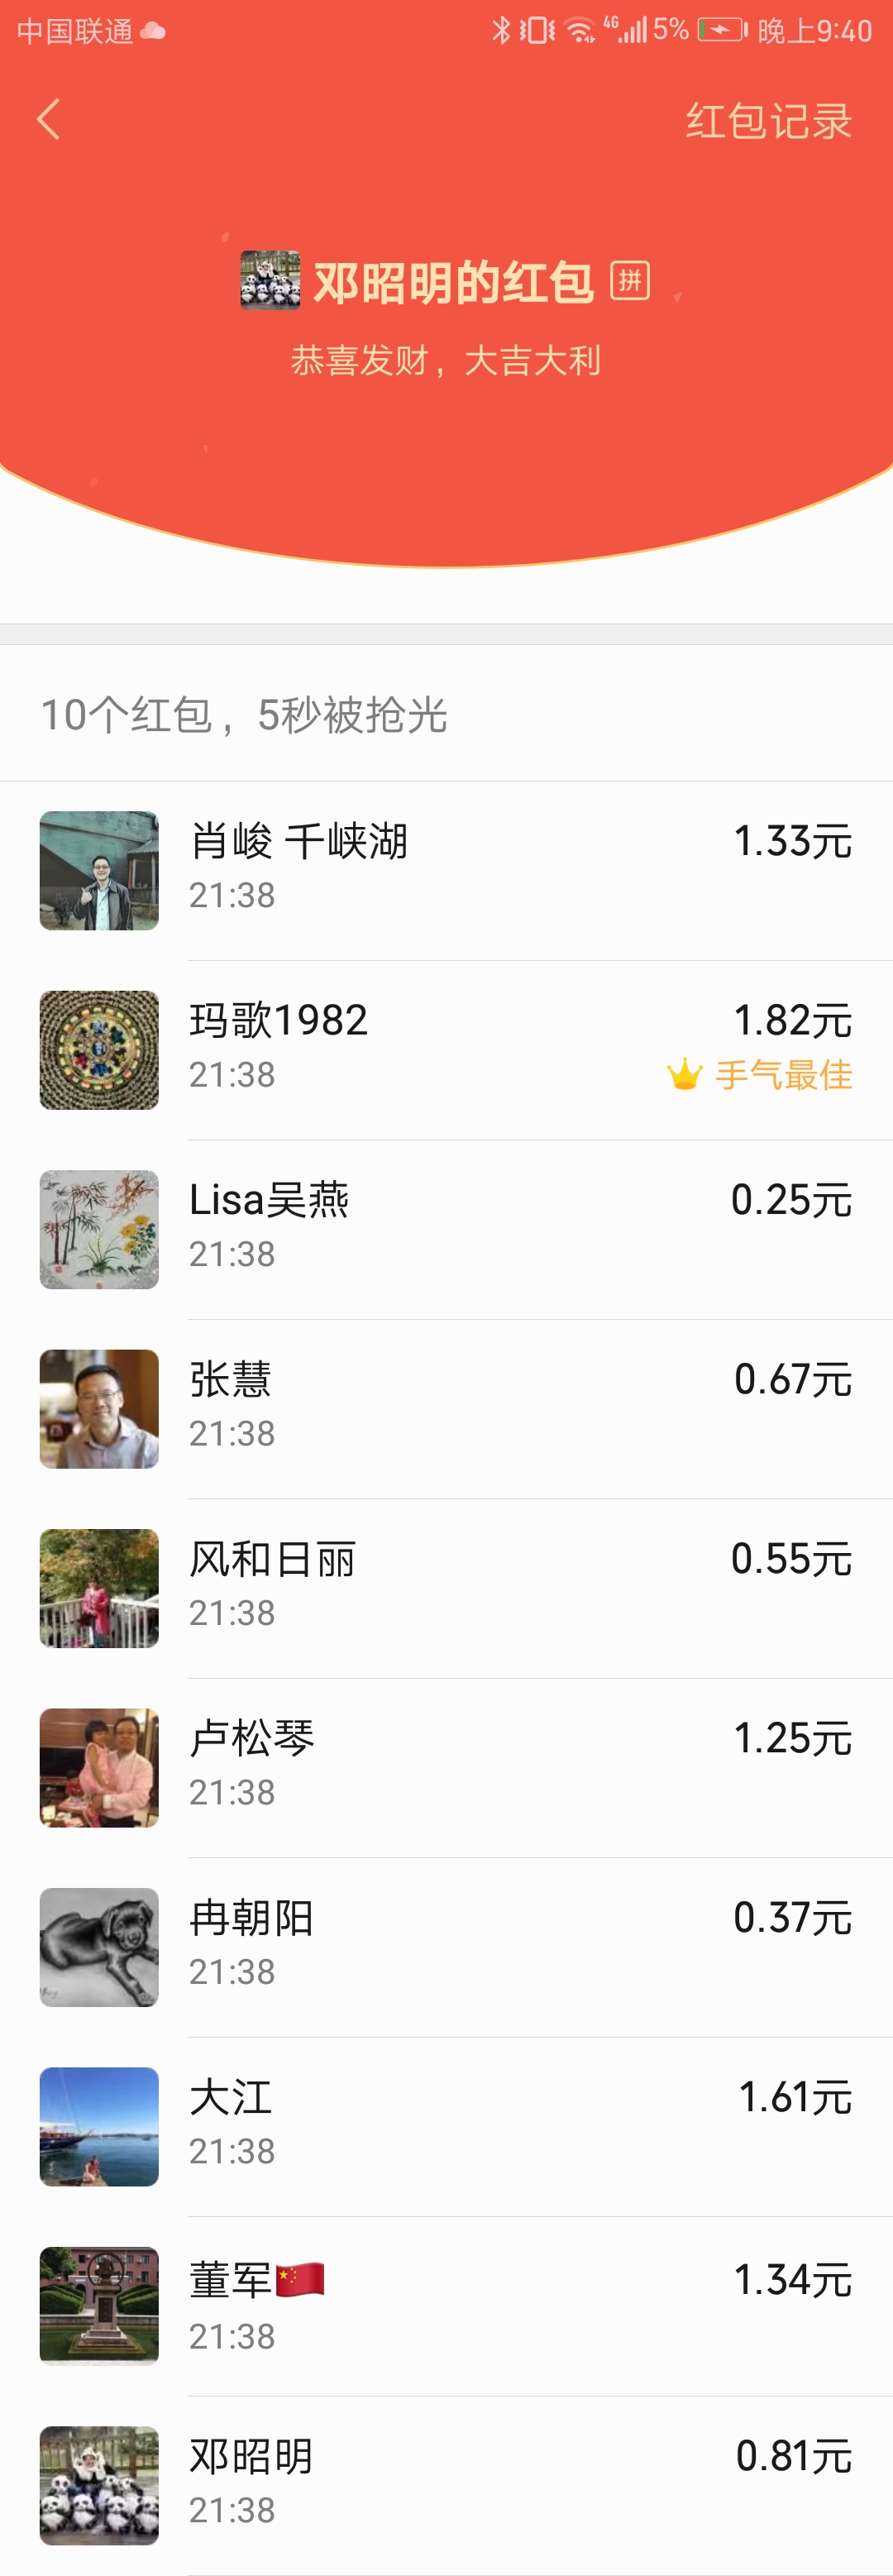 中国联通 4G 5% 晚上9:40
红包记录
邓昭明的红包 拼
恭喜发财，大吉大利
10个红包，5秒被抢光
肖峻 千峡湖 1.33元
21:38
玛歌1982 1.82元
21:38 手气最佳
Lisa吴燕 0.25元
21:38
张慧 0.67元
21:38
风和日丽 0.55元
21:38
卢松琴 1.25元
21:38
冉朝阳 0.37元
21:38
大江 1.61元
21:38
董军🇨🇳 1.34元
21:38
邓昭明 0.81元
21:38